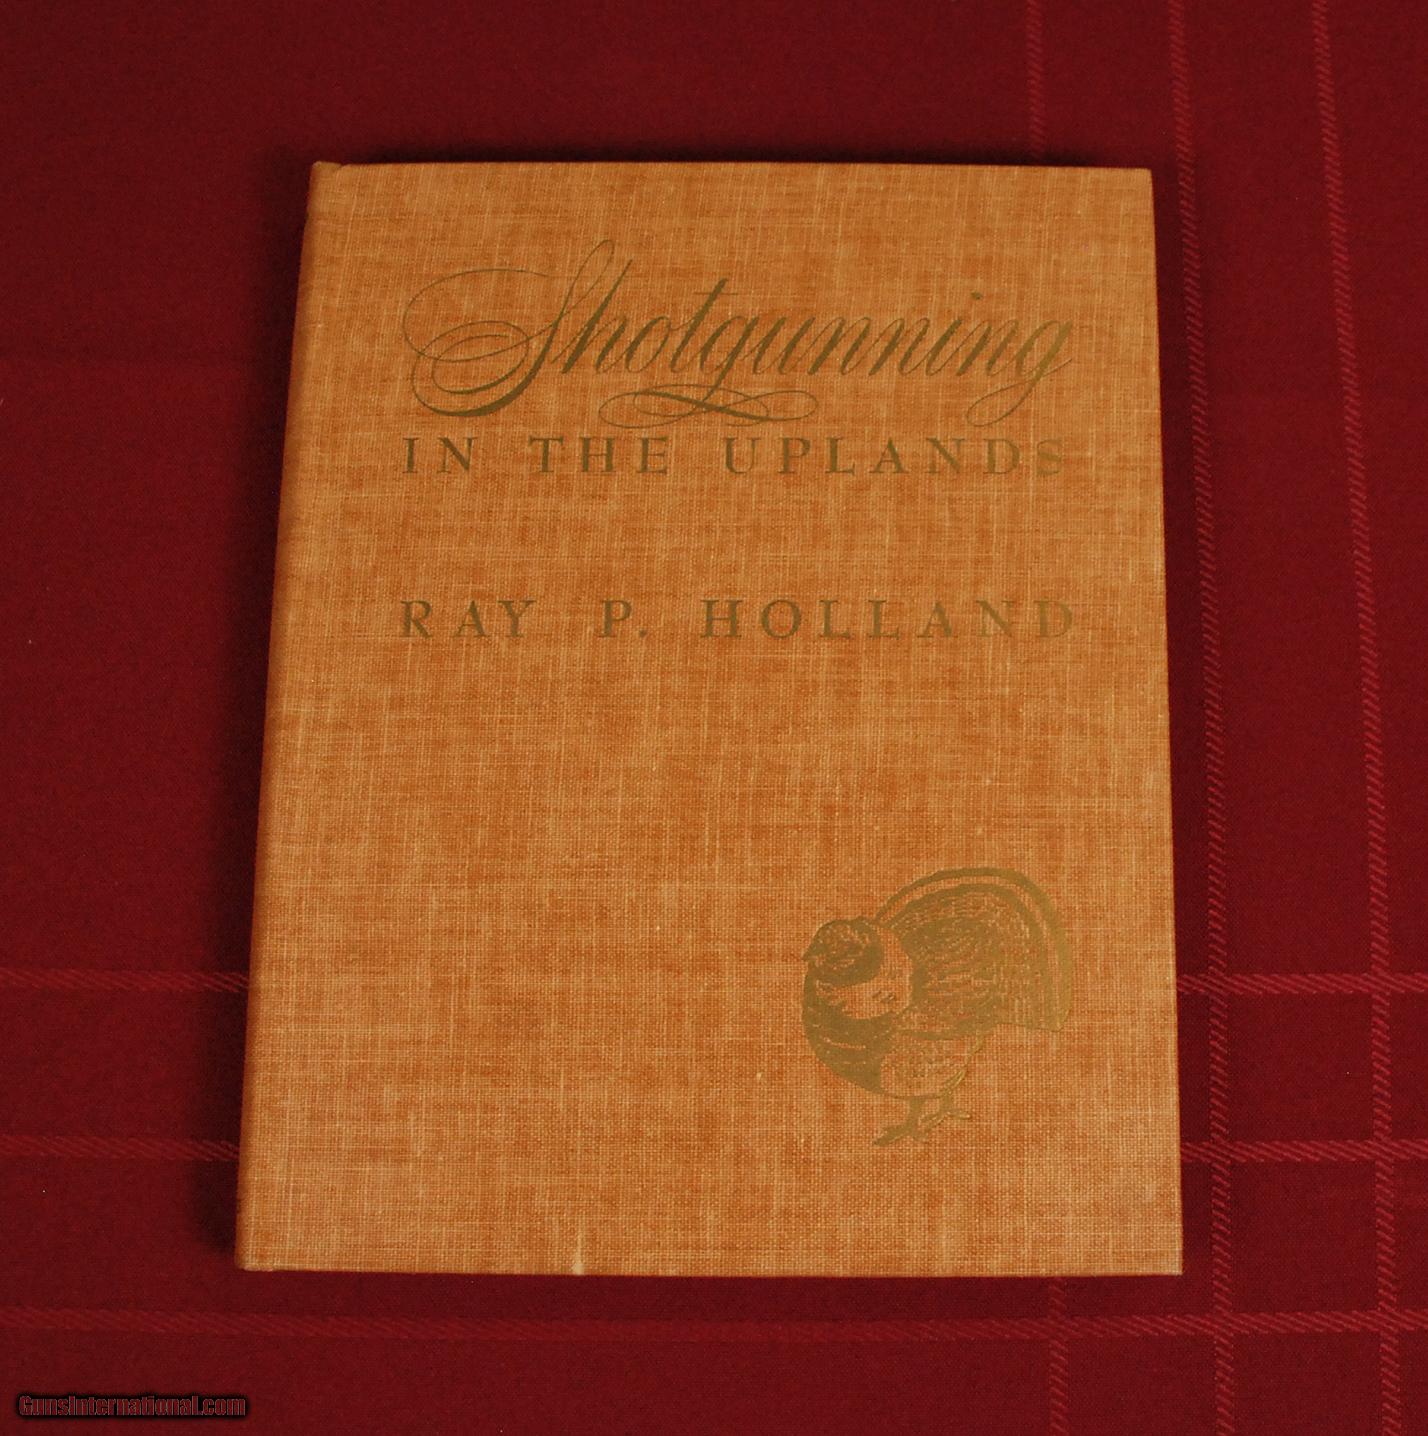 Shotgunning
IN THE UPLANDS
RAY P. HOLLAND
GunsInternational.com